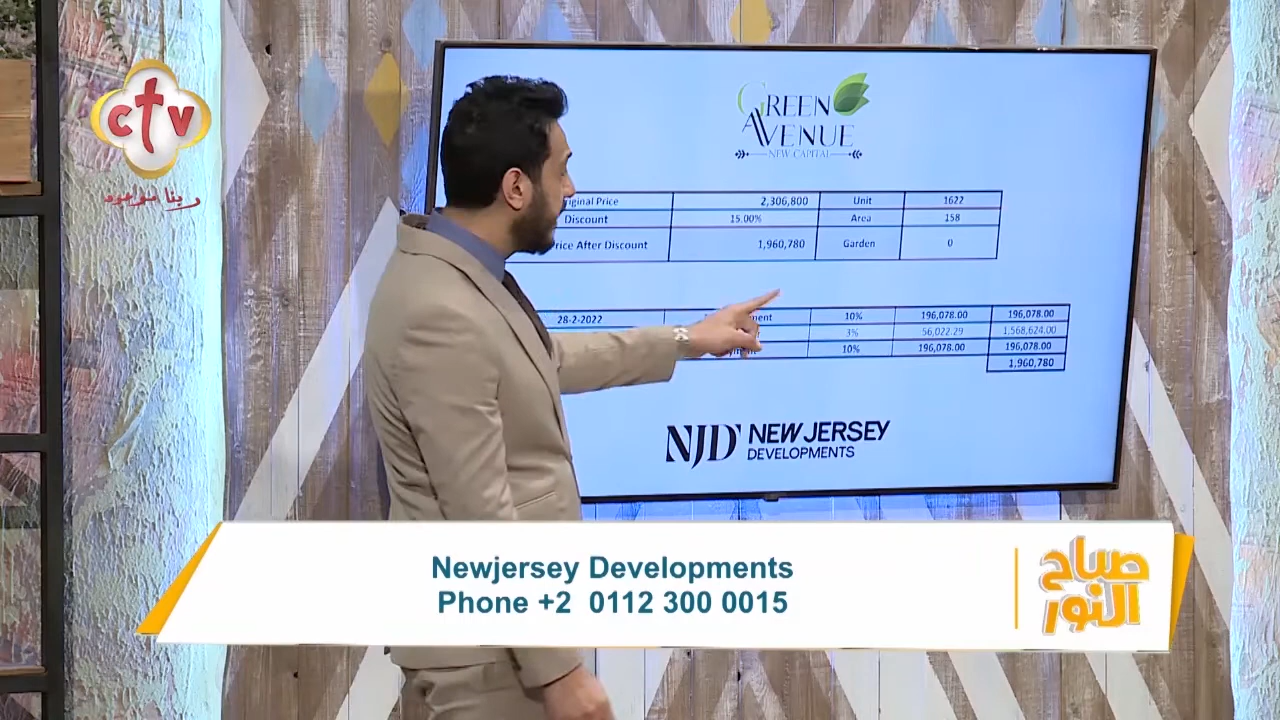 ctv
ربنا موجود
GREEN
AVENUE
NEW CAPITAL
Price 2,306,800 Unit 1622
Discount 15.00% Area 158
Price After Discount 1,960,780 Garden 0
28-2-2022 10% 196,078.00 196,078.00
3% 56,022.29 1,568,624.00
10% 196,078.00 196,078.00
1,960,780
NJD NEW JERSEY
DEVELOPMENTS
Newjersey Developments
Phone +2 0112 300 0015
صباح
النور